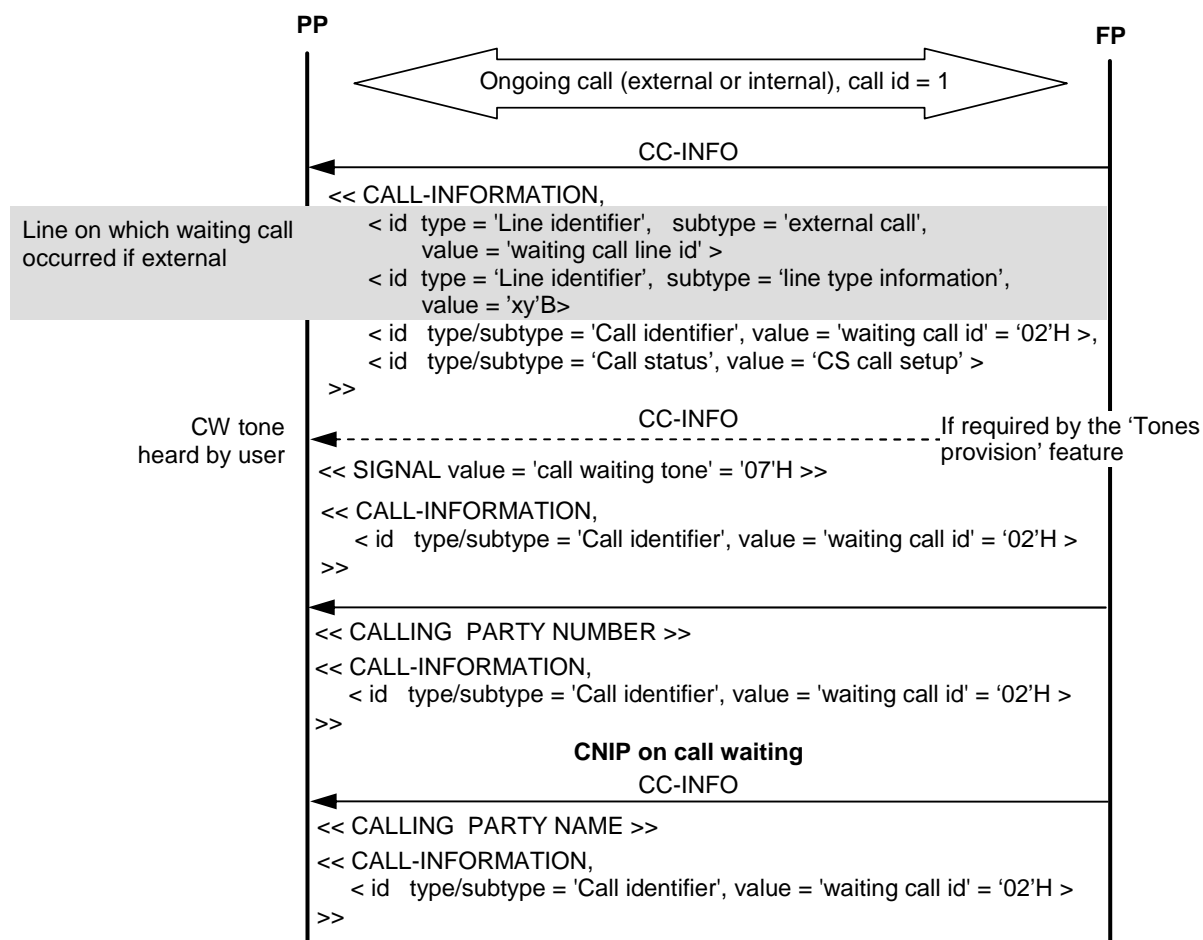 PP
FP
Ongoing call (external or internal), call id = 1
CC-INFO
<< CALL-INFORMATION,
Line on which waiting call
occurred if external
< id type = 'Line identifier', subtype = 'external call',
value = 'waiting call line id' >
< id type = ‘Line identifier’, subtype = ‘line type information’,
value = ’xy’B>
< id type/subtype = 'Call identifier', value = 'waiting call id' = ‘02’H >,
< id type/subtype = ‘Call status’, value = ‘CS call setup’ >
>>
CC-INFO
CW tone
heard by user
If required by the ‘Tones
provision’ feature
<< SIGNAL value = 'call waiting tone' = '07'H >>
<< CALL-INFORMATION,
< id type/subtype = 'Call identifier', value = 'waiting call id' = ‘02’H >
>>
<< CALLING PARTY NUMBER >>
<< CALL-INFORMATION,
< id type/subtype = 'Call identifier', value = 'waiting call id' = ‘02’H >
>>
CNIP on call waiting
CC-INFO
<< CALLING PARTY NAME >>
<< CALL-INFORMATION,
< id type/subtype = 'Call identifier', value = 'waiting call id' = ‘02’H >
>>